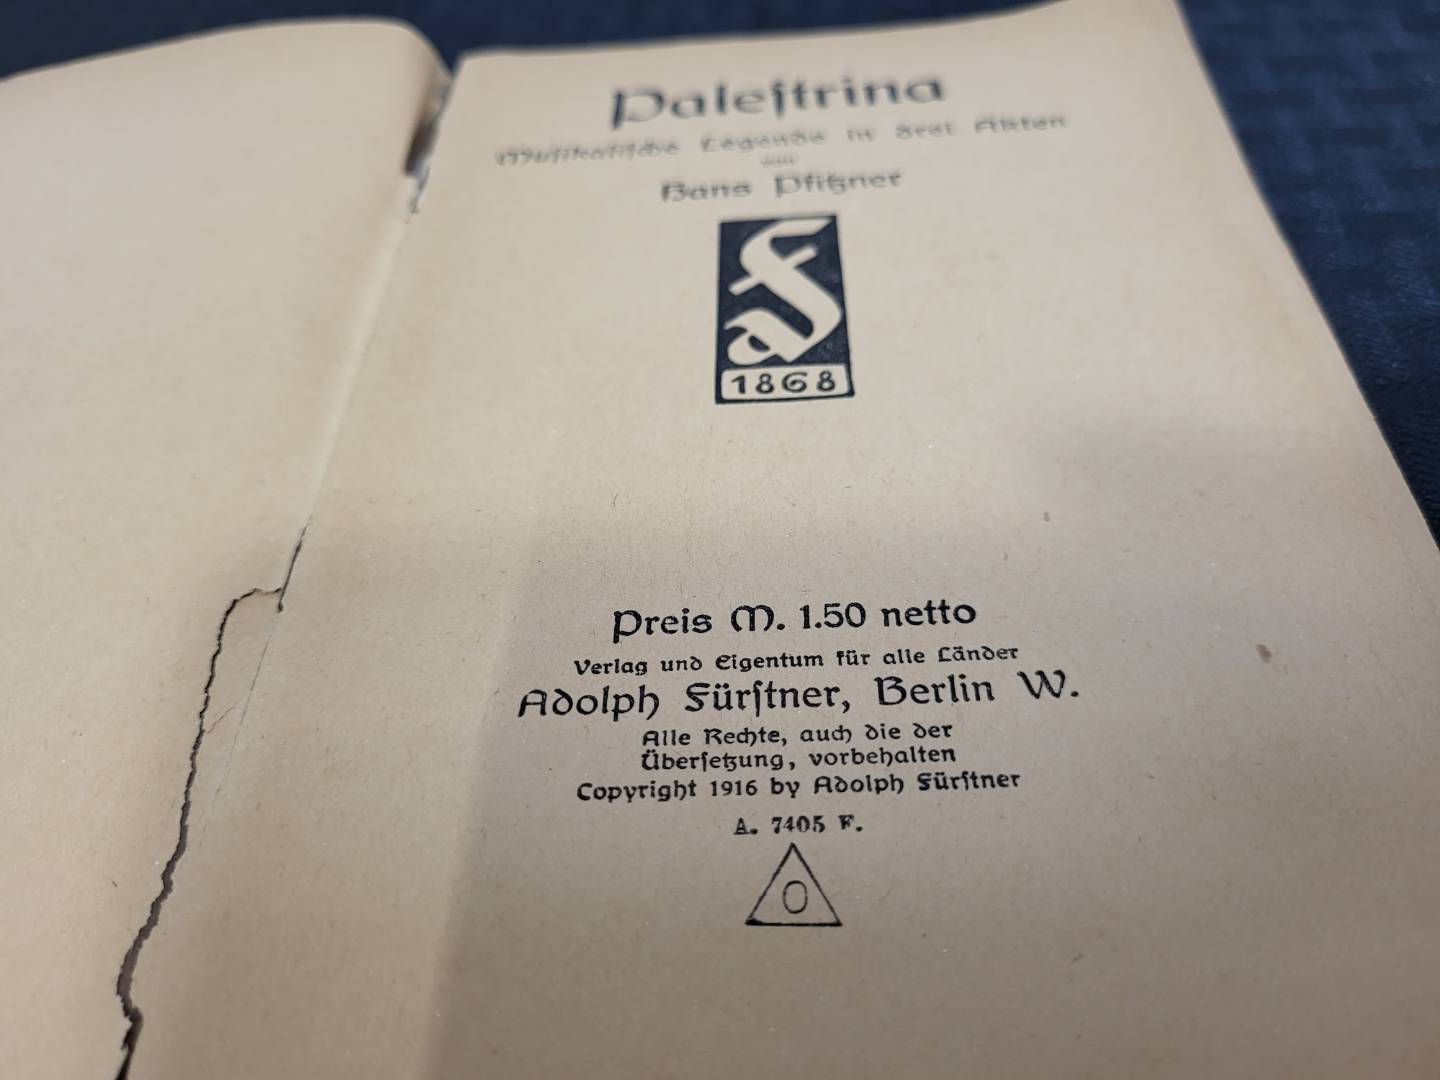 Paleſtrina
Muſikaliſche Legende in drei Akten
von
Hans Pfitzner
AF
1868
Preis M. 1.50 netto
Verlag und Eigentum für alle Länder
Adolph Fürſtner, Berlin W.
Alle Rechte, auch die der
Überſetzung, vorbehalten
Copyright 1916 by Adolph Fürſtner
A. 7405 F.
O